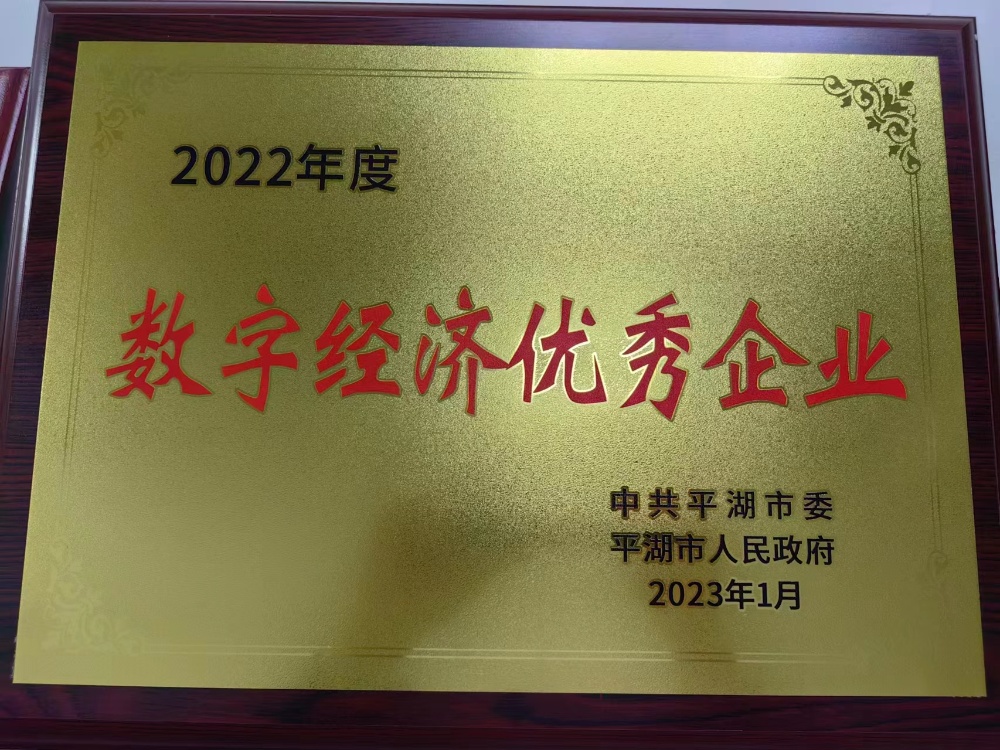 2022年度
数字经济优秀企业
中共平湖市委
平湖市人民政府
2023年1月